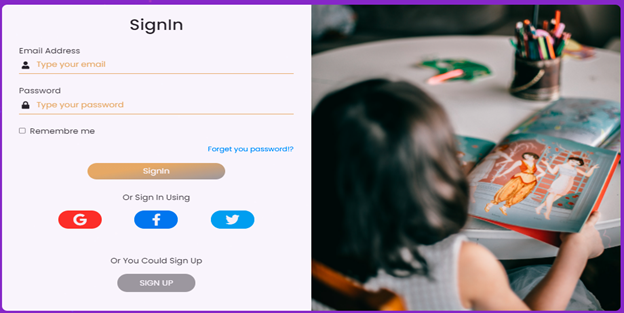 SignIn
Email Address
Type your email
Password
Type your password
Remembre me
Forget you password!?
SignIn
Or Sign In Using
Or You Could Sign Up
SIGN UP